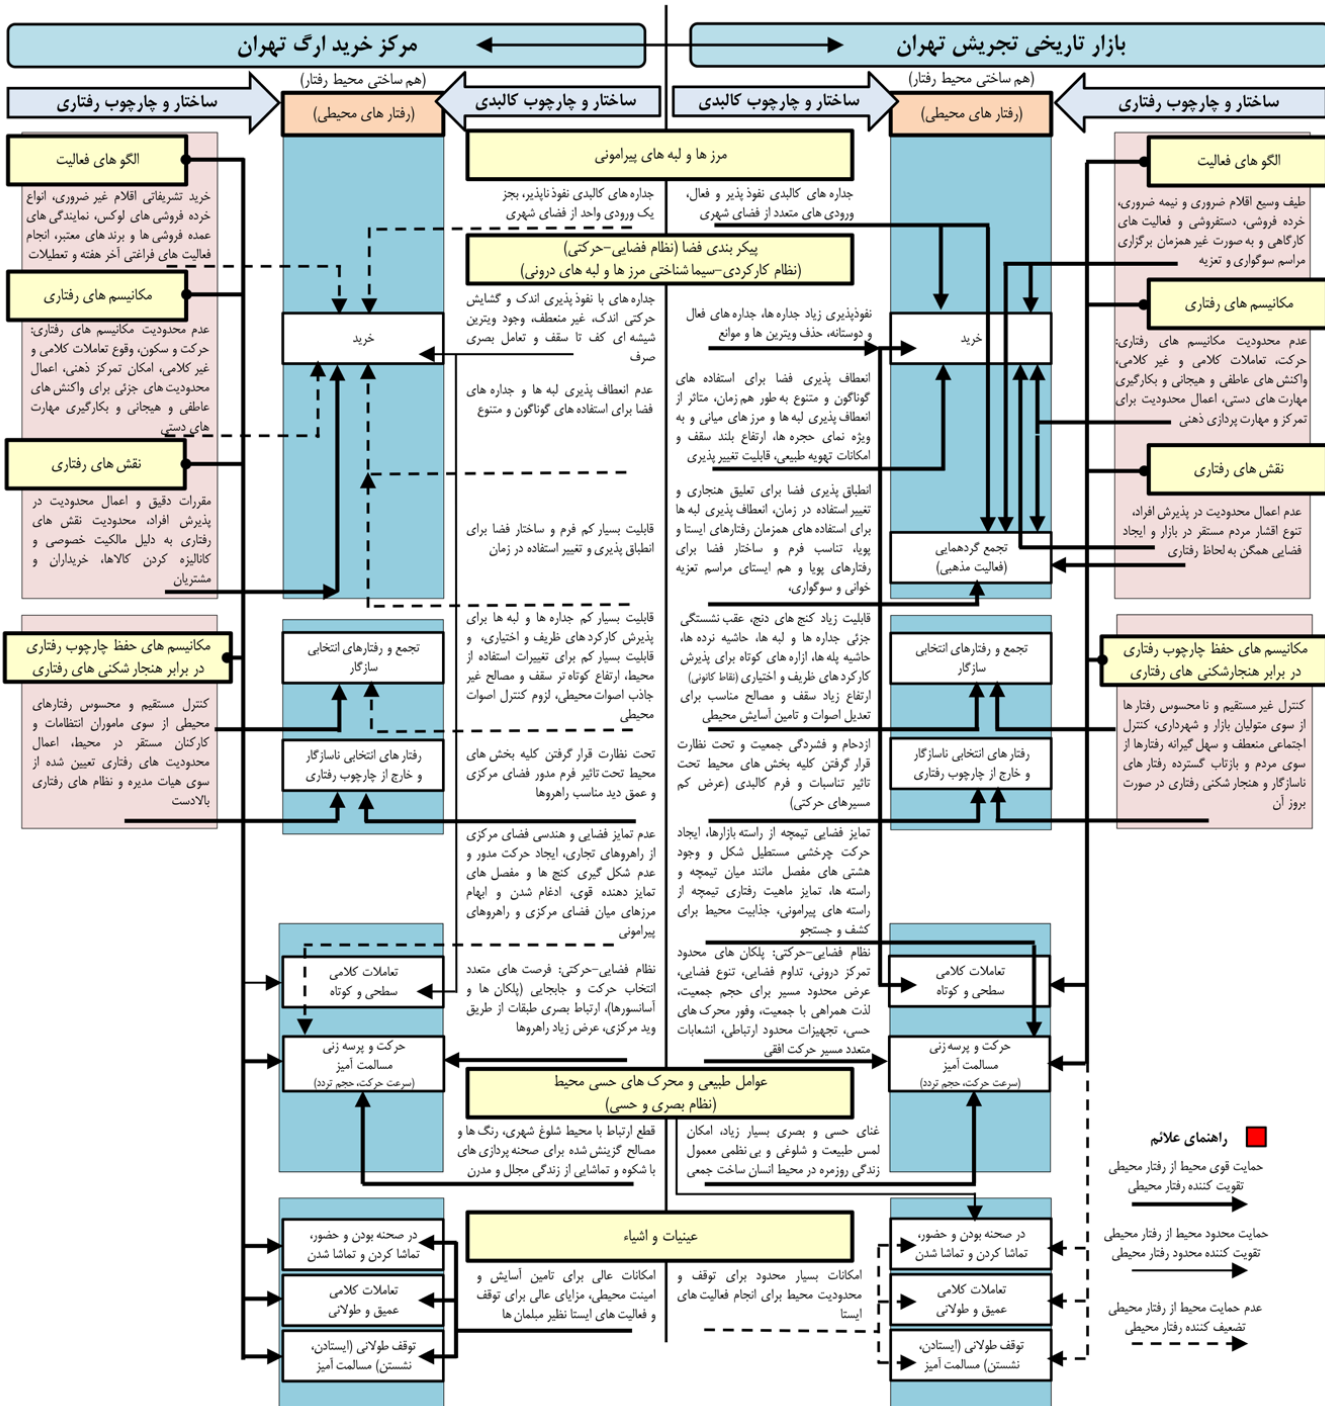 بازار تاریخی تجریش تهران
مرکز خرید ارگ تهران
(هم ساختی محیط رفتار)
ساختار و چارچوب رفتاری
(رفتار های محیطی)
ساختار و چارچوب کالبدی
(هم ساختی محیط رفتار)
ساختار و چارچوب کالبدی
(رفتار های محیطی)
ساختار و چارچوب رفتاری
الگو های فعالیت
طیف وسیع اقلام ضروری و نیمه ضروری،
خرده فروشی، دستفروشی و فعالیت های
کارگاهی و به صورت غیر همزمان برگزاری
مراسم سوگواری و تعزیه
مکانیسم های رفتاری
عدم محدودیت مکانیسم های رفتاری:
حرکت، تعاملات کلامی و غیر کلامی،
واکنش های عاطفی و هیجانی و بکارگیری
مهارت های دستی، اعمال محدودیت برای
تمرکز و مهارت پردازی ذهنی
نقش های رفتاری
عدم اعمال محدودیت در پذیرش افراد،
تنوع اقشار مردم مستقر در بازار و ایجاد
فضایی همگن به لحاظ رفتاری
مکانیسم های حفظ چارچوب رفتاری
در برابر هنجارشکنی های رفتاری
کنترل غیر مستقیم و نا محسوس رفتار ها
از سوی متولیان بازار و شهرداری، کنترل
اجتماعی منعطف و سهل گیرانه رفتارها از
سوی مردم و بازتاب گسترده رفتار های
ناسازگار و هنجار شکنی رفتاری در صورت
بروز آن
خرید
تجمع گردهمایی
(فعالیت مذهبی)
تجمع و رفتارهای انتخابی
سازگار
رفتار های انتخابی ناسازگار
و خارج از چارچوب رفتاری
تعاملات کلامی
سطحی و کوتاه
حرکت و پرسه زنی
مسالمت آمیز
(سرعت حرکت، حجم تردد)
در صحنه بودن و حضور،
تماشا کردن و تماشا شدن
تعاملات کلامی
عمیق و طولانی
توقف طولانی (ایستادن،
نشستن) مسالمت آمیز
مرز ها و لبه های پیرامونی
جداره های کالبدی نفوذ پذیر و فعال،
ورودی های متعدد از فضای شهری
جداره های کالبدی نفوذ ناپذیر، بجز
یک ورودی واحد از فضای شهری
پیکر بندی فضا (نظام فضایی-حرکتی)
(نظام کارکردی-سیما شناختی مرز ها و لبه های درونی)
نفوذپذیری زیاد جداره ها، جداره های فعال
و دوستانه، حذف ویترین ها و موانع
انعطاف پذیری فضا برای استفاده های
گوناگون و متنوع به طور هم زمان، متاثر از
انعطاف پذیری لبه ها و مرز های میانی و به
ویژه نمای حجره ها، ارتفاع بلند سقف و
امکانات تهویه طبیعی، قابلیت تغییر پذیری
انطباق پذیری فضا برای تعلیق هنجاری و
تغییر استفاده در زمان، انعطاف پذیری لبه ها
برای استفاده های همزمان رفتارهای ایستا و
پویا، تناسب فرم و ساختار فضا برای
رفتارهای پویا و هم ایستای مراسم تعزیه
خوانی و سوگواری،
قابلیت زیاد کنج های دنج، عقب نشستگی
جزئی جداره ها و لبه ها، حاشیه نرده ها،
حاشیه پله ها، ازاره های کوتاه برای پذیرش
کارکرد های ظریف و اختیاری (نقاط کانونی)
ارتفاع زیاد سقف و مصالح مناسب برای
تعدیل اصوات و تامین آسایش محیطی
ازدحام و فشردگی جمعیت و تحت نظارت
قرار گرفتن کلیه بخش های محیط تحت
تاثیر تناسبات و فرم کالبدی (عرض کم
مسیرهای حرکتی)
تمایز فضایی تیمچه از راسته بازارها، ایجاد
حرکت چرخشی مستطیل شکل و وجود
هشتی های مفصل مانند میان تیمچه و
راسته ها، تمایز ماهیت رفتاری تیمچه از
راسته های پیرامونی، جذابیت محیط برای
کشف و جستجو
نظام فضایی-حرکتی: پلکان های محدود
تمرکز درونی، تداوم فضایی، تنوع فضایی،
عرض محدود مسیر برای حجم جمعیت،
لذت همراهی با جمعیت، وفور محرک های
حسی، تجهیزات محدود ارتباطی، انشعابات
متعدد مسیر حرکت افقی
جداره های با نفوذ پذیری اندک و گشایش
حرکتی اندک، غیر منعطف، وجود ویترین
شیشه ای کف تا سقف و تعامل بصری
صرف
عدم انعطاف پذیری لبه ها و جداره های
فضا برای استفاده های گوناگون و متنوع
قابلیت بسیار کم فرم و ساختار فضا برای
انطباق پذیری و تغییر استفاده در زمان
قابلیت بسیار کم جداره ها و لبه ها برای
پذیرش کارکرد های ظریف و اختیاری، و
قابلیت بسیار کم برای تغییرات استفاده از
محیط، ارتفاع کوتاه تر سقف و مصالح غیر
جاذب اصوات محیطی، لزوم کنترل اصوات
محیطی
تحت نظارت قرار گرفتن کلیه بخش های
محیط تحت تاثیر فرم مدور فضای مرکزی
و عمق دید مناسب راهروها
عدم تمایز فضایی و هندسی فضای مرکزی
از راهروهای تجاری، ایجاد حرکت مدور و
عدم شکل گیری کنج ها و مفصل های
تمایز دهنده قوی، ادغام شدن و ابهام
مرزهای میان فضای مرکزی و راهروهای
پیرامونی
نظام فضایی-حرکتی: فرصت های متعدد
انتخاب حرکت و جابجایی (پلکان ها و
آسانسورها)، ارتباط بصری طبقات از طریق
وید مرکزی، عرض زیاد راهروها
عوامل طبیعی و محرک های حسی محیط
(نظام بصری و حسی)
غنای حسی و بصری بسیار زیاد، امکان
لمس طبیعت و شلوغی و بی نظمی معمول
زندگی روزمره در محیط انسان ساخت جمعی
قطع ارتباط با محیط شلوغ شهری، رنگ ها و
مصالح گزینش شده برای صحنه پردازی های
با شکوه و تماشایی از زندگی مجلل و مدرن
عینیات و اشیاء
امکانات بسیار محدود برای توقف و
محدودیت محیط برای انجام فعالیت های
ایستا
امکانات عالی برای تامین آسایش و
امینت محیطی، مزایای عالی برای توقف
و فعالیت های ایستا نظیر مبلمان ها
خرید
تجمع و رفتارهای انتخابی
سازگار
رفتار های انتخابی ناسازگار
و خارج از چارچوب رفتاری
تعاملات کلامی
سطحی و کوتاه
حرکت و پرسه زنی
مسالمت آمیز
(سرعت حرکت، حجم تردد)
در صحنه بودن و حضور،
تماشا کردن و تماشا شدن
تعاملات کلامی
عمیق و طولانی
توقف طولانی (ایستادن،
نشستن) مسالمت آمیز
الگو های فعالیت
خرید تشریفاتی اقلام غیر ضروری، انواع
خرده فروشی های لوکس، نمایندگی های
عمده فروشی ها و برند های معتبر، انجام
فعالیت های فراغتی آخر هفته و تعطیلات
مکانیسم های رفتاری
عدم محدودیت مکانیسم های رفتاری:
حرکت و سکون، وقوع تعاملات کلامی و
غیر کلامی، امکان تمرکز ذهنی، اعمال
محدودیت های جزئی برای واکنش های
عاطفی و هیجانی و بکارگیری مهارت
های دستی
نقش های رفتاری
مقررات دقیق و اعمال محدودیت در
پذیرش افراد، محدودیت نقش های
رفتاری به دلیل مالکیت خصوصی و
کانالیزه کردن کالاها، خریداران و
مشتریان
مکانیسم های حفظ چارچوب رفتاری
در برابر هنجارشکنی های رفتاری
کنترل مستقیم و محسوس رفتارهای
محیطی از سوی ماموران انتظامات و
کارکنان مستقر در محیط، اعمال
محدودیت های رفتاری تعیین شده از
سوی هیات مدیره و نظام های رفتاری
بالادست
راهنمای علائم
حمایت قوی محیط از رفتار محیطی
تقویت کننده رفتار محیطی
حمایت محدود محیط از رفتار محیطی
تقویت کننده محدود رفتار محیطی
عدم حمایت محیط از رفتار محیطی
تضعیف کننده رفتار محیطی